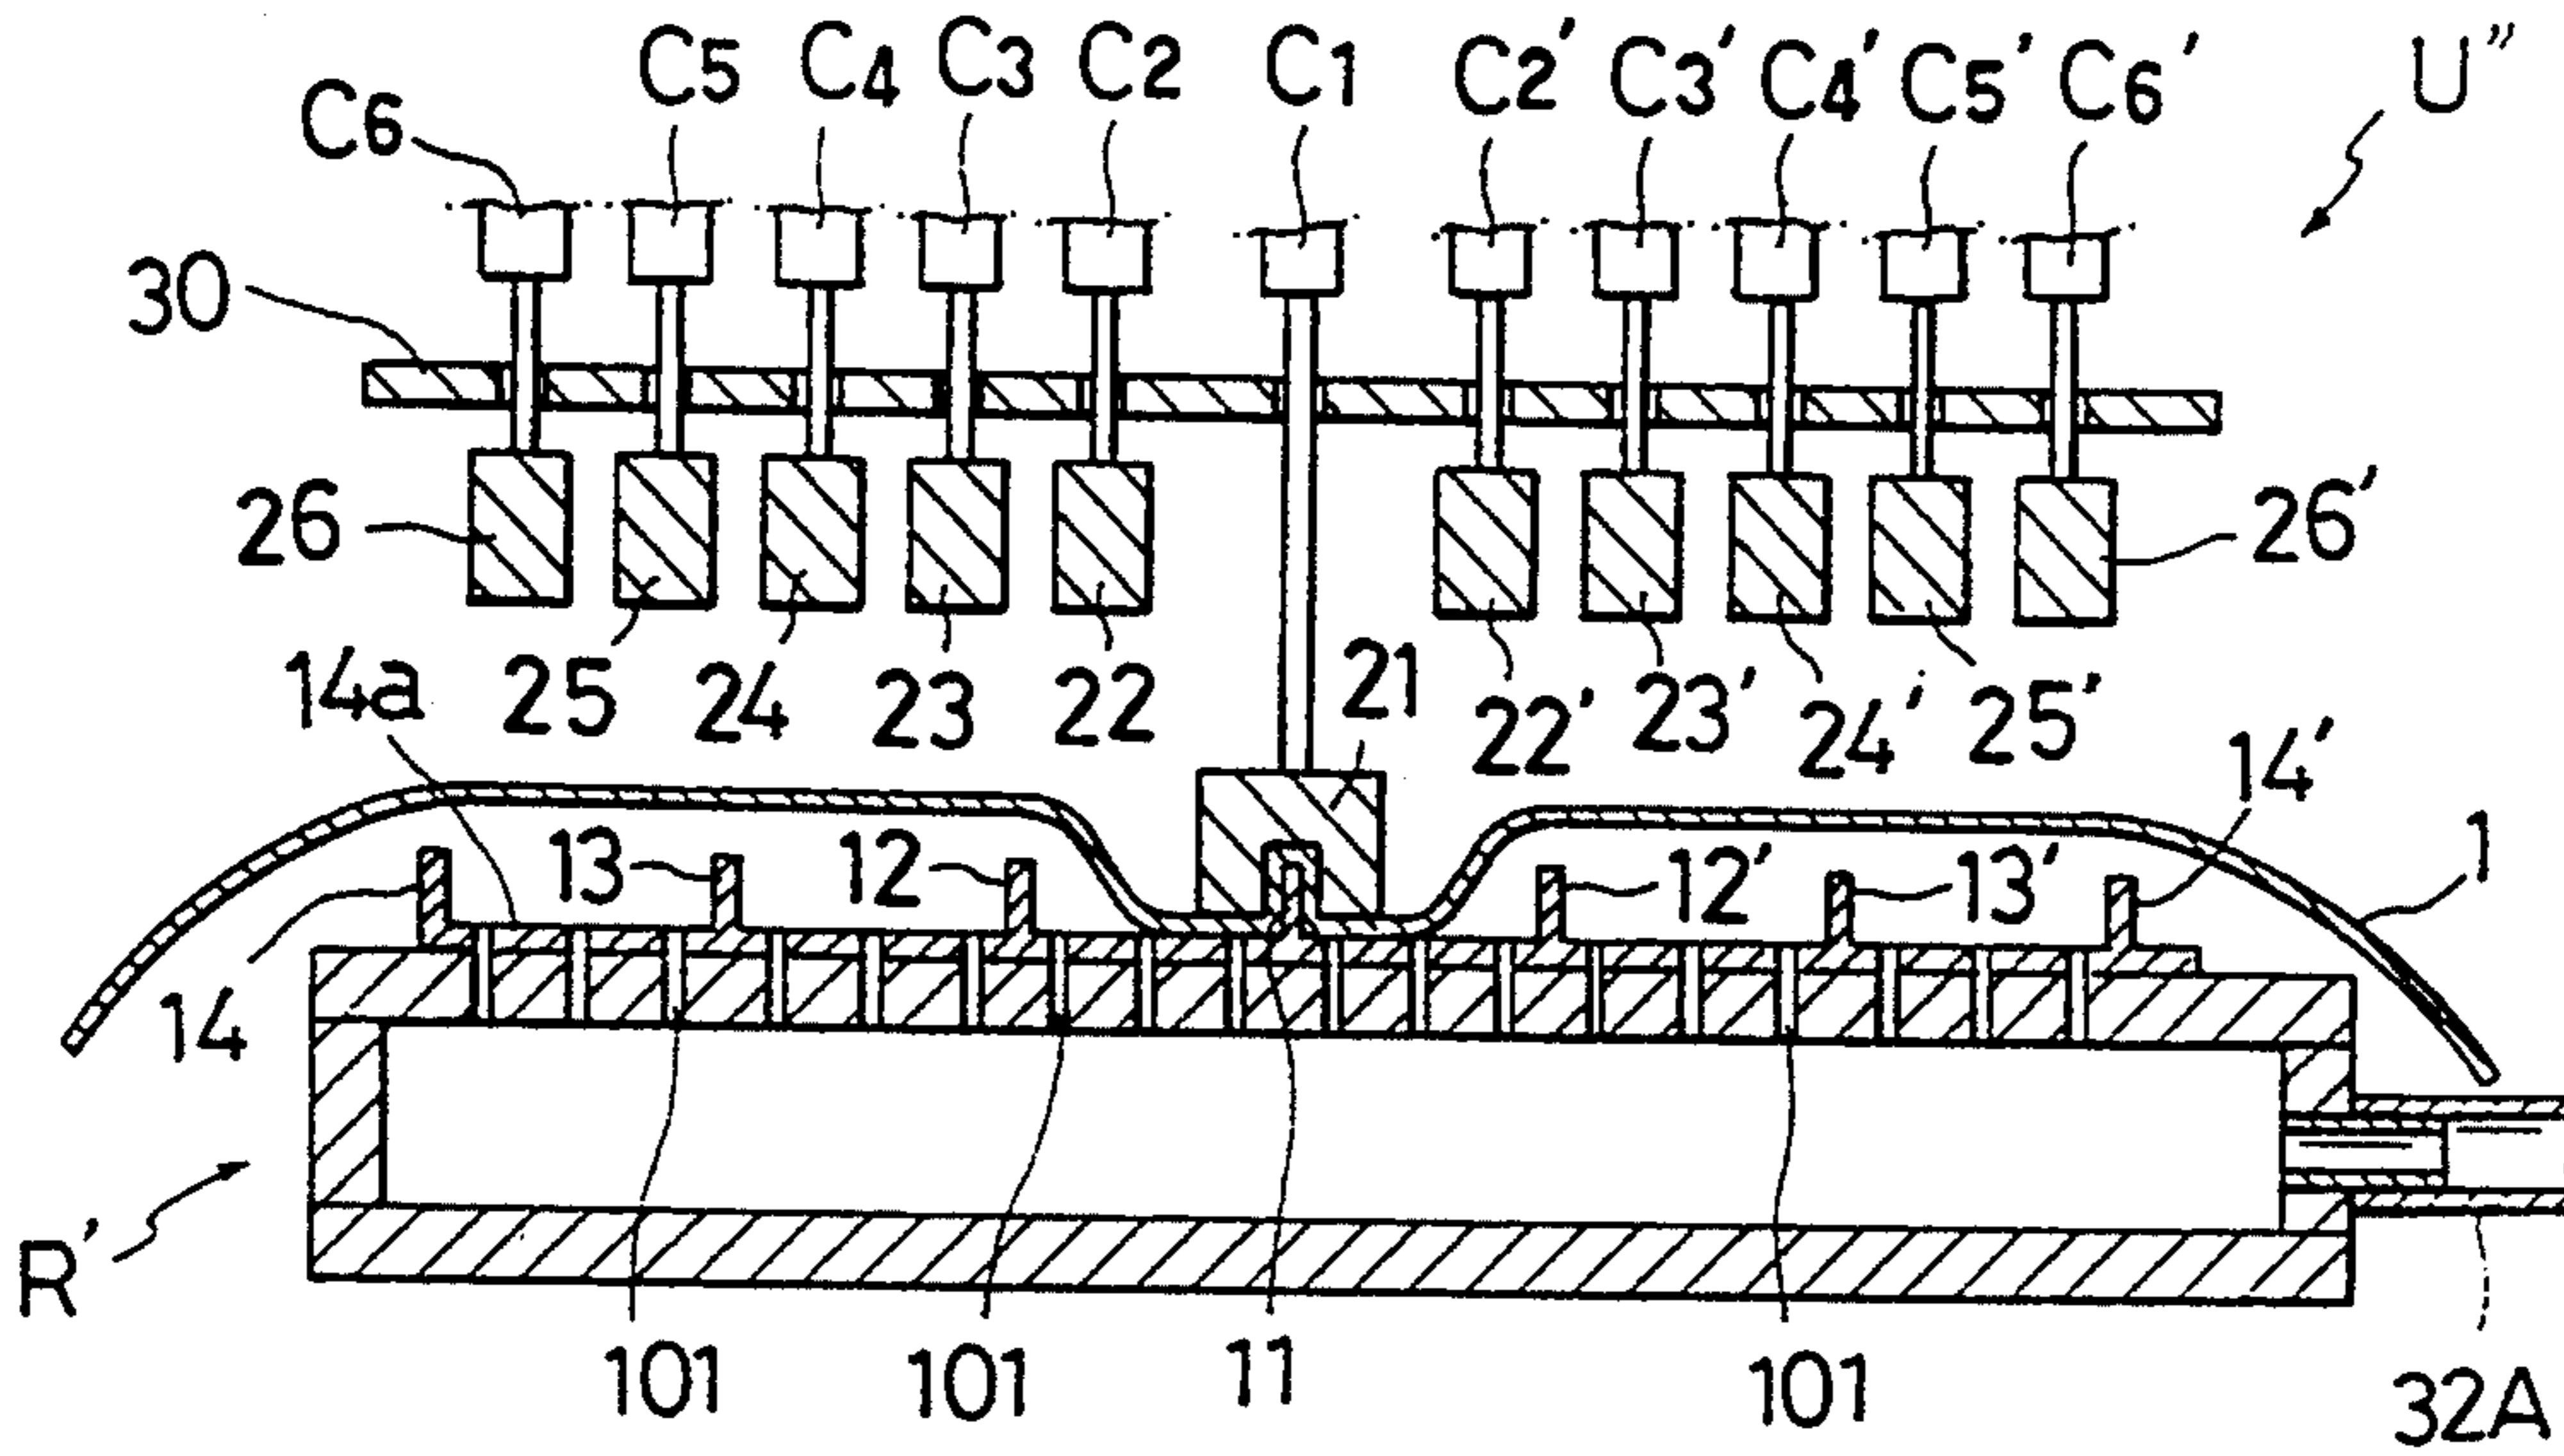 C6 C5 C4 C3 C2 C1 C2′ C3′ C4′ C5′ C6′ U″
30
26 26′
25 24 23 22 21 22′ 23′ 24′ 25′
14a 14′
13 12 12′ 13′ 1
14
R′
101 101 11 101 32A